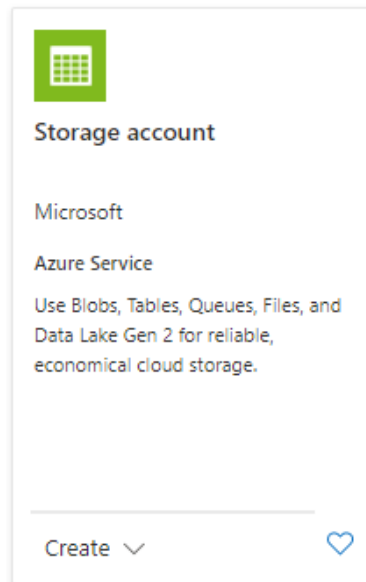 Storage account
Microsoft
Azure Service
Use Blobs, Tables, Queues, Files, and
Data Lake Gen 2 for reliable,
economical cloud storage.
Create